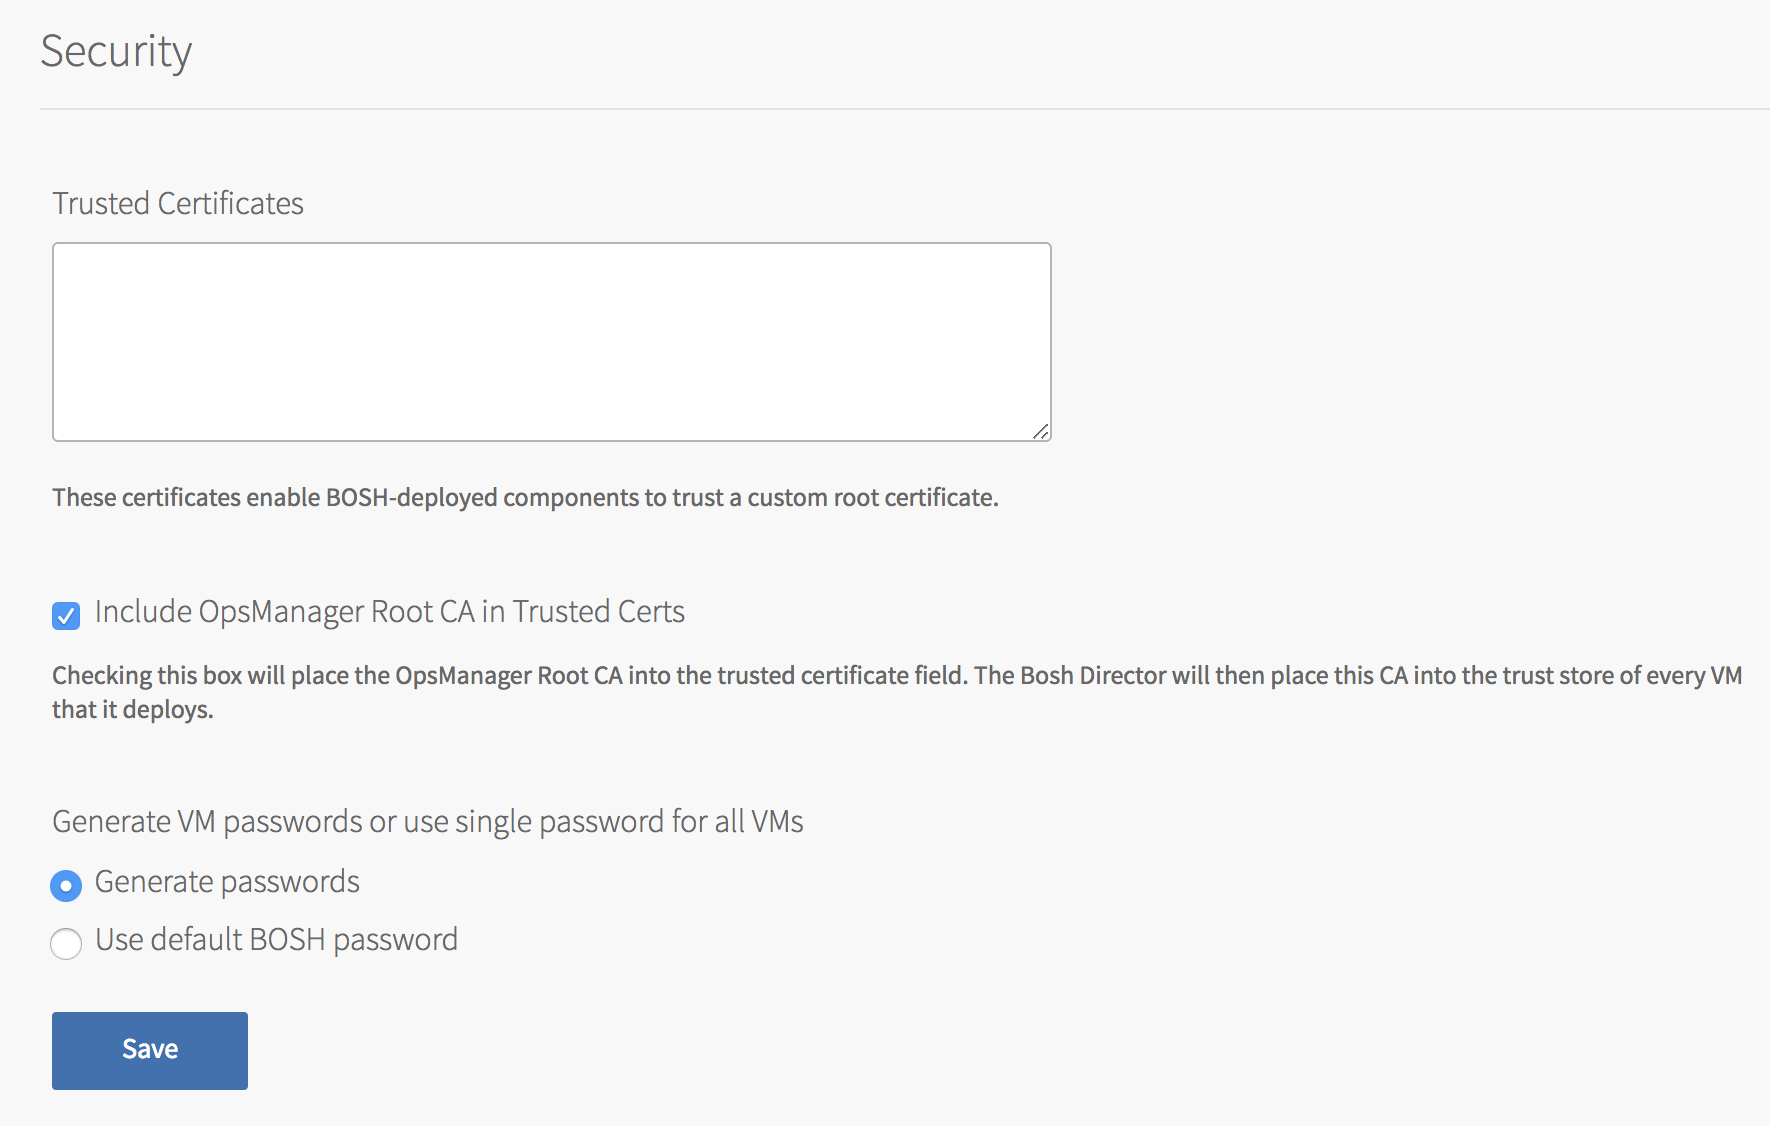 Security
Trusted Certificates
These certificates enable BOSH-deployed components to trust a custom root certificate.
Include OpsManager Root CA in Trusted Certs
Checking this box will place the OpsManager Root CA into the trusted certificate field. The Bosh Director will then place this CA into the trust store of every VM
that it deploys.
Generate VM passwords or use single password for all VMs
Generate passwords
Use default BOSH password
Save